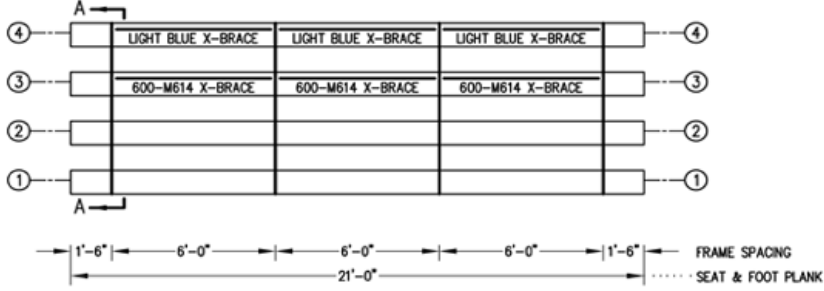 A
4 LIGHT BLUE X-BRACE LIGHT BLUE X-BRACE LIGHT BLUE X-BRACE 4
3 600-M614 X-BRACE 600-M614 X-BRACE 600-M614 X-BRACE 3
2 2
1 1
A
1'-6" 6'-0" 6'-0" 6'-0" 1'-6" FRAME SPACING
21'-0" SEAT & FOOT PLANK